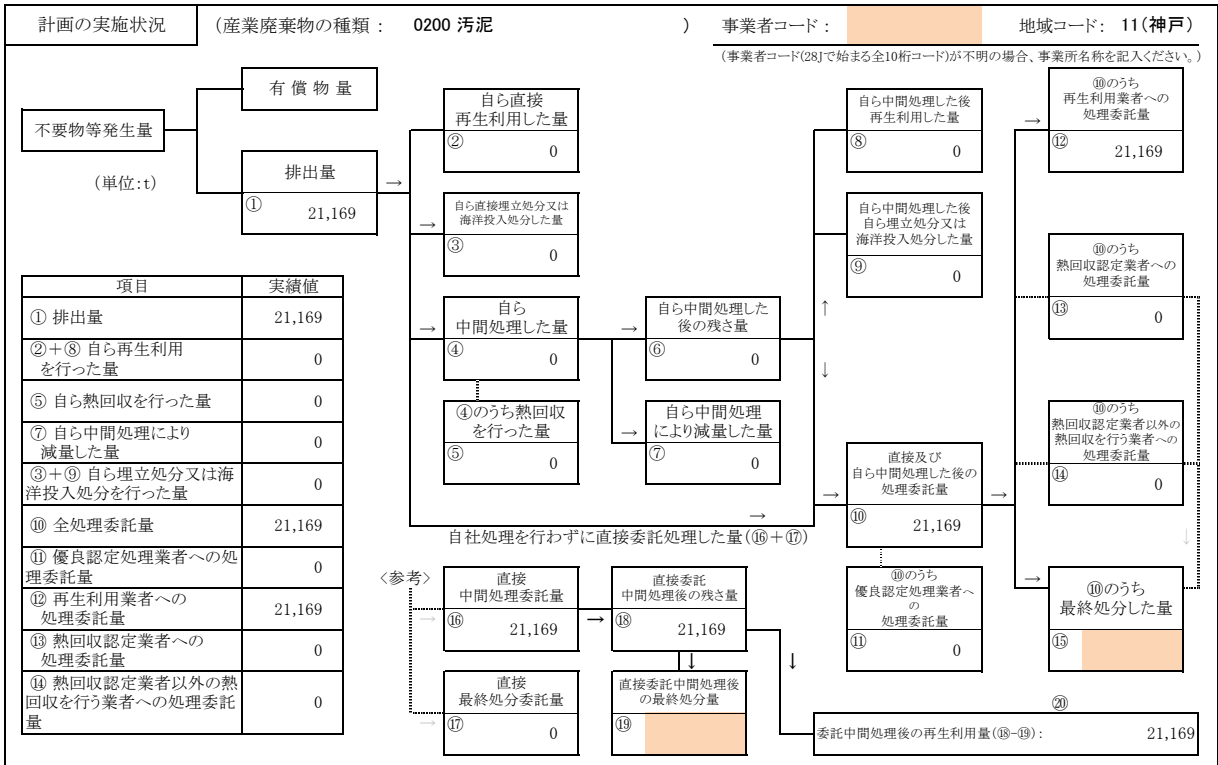 計画の実施状況 (産業廃棄物の種類： 0200 汚泥 ) 事業者コード： 地域コード： 11(神戸)
(事業者コード(28Jで始まる全10桁コード)が不明の場合、事業所名称を記入ください。)
不要物等発生量
(単位:t)
有償物量
排出量
①
21,169
→
自ら直接
再生利用した量
②
0
→
自ら直接埋立処分又は
海洋投入処分した量
③
0
→
自ら
中間処理した量
④
0
④のうち熱回収
を行った量
⑤
0
→
自ら中間処理した
後の残さ量
⑥
0
→
自ら中間処理
により減量した量
⑦
0
自ら中間処理した後
再生利用した量
⑧
0
自ら中間処理した後
自ら埋立処分又は
海洋投入処分した量
⑨
0
↑
↓
→
直接及び
自ら中間処理した後の
処理委託量
⑩
21,169
→
⑩のうち
優良認定処理業者へ
の
処理委託量
⑪
0
→
⑩のうち
再生利用業者への
処理委託量
⑫
21,169
⑩のうち
熱回収認定業者への
処理委託量
⑬
0
⑩のうち
熱回収認定業者以外の
熱回収を行う業者への
処理委託量
⑭
0
↓
→
⑩のうち
最終処分した量
⑮
→
自社処理を行わずに直接委託処理した量(⑯＋⑰)
項目 実績値
① 排出量 21,169
②＋⑧ 自ら再生利用
を行った量 0
⑤ 自ら熱回収を行った量 0
⑦ 自ら中間処理により
減量した量 0
③＋⑨ 自ら埋立処分又は海
洋投入処分を行った量 0
⑩ 全処理委託量 21,169
⑪ 優良認定処理業者への処
理委託量 0
⑫ 再生利用業者への
処理委託量 21,169
⑬ 熱回収認定業者への
処理委託量 0
⑭ 熱回収認定業者以外の熱
回収を行う業者への処理委託
量 0
〈参考〉
→
直接
中間処理委託量
⑯
21,169
→
直接委託
中間処理後の残さ量
⑱
21,169
→
直接
最終処分委託量
⑰
0
↓
直接委託中間処理後
の最終処分量
⑲
↓
⑳
委託中間処理後の再生利用量(⑱-⑲)： 21,169